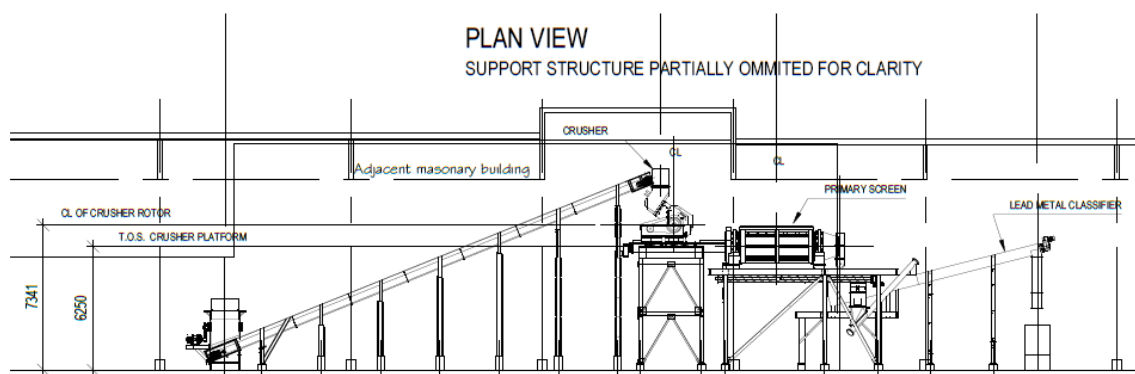 PLAN VIEW
SUPPORT STRUCTURE PARTIALLY OMMITED FOR CLARITY
CRUSHER
CL
CL
Adjacent masonary building
PRIMARY SCREEN
LEAD METAL CLASSIFIER
CL OF CRUSHER ROTOR
T.O.S. CRUSHER PLATFORM
7341
6250